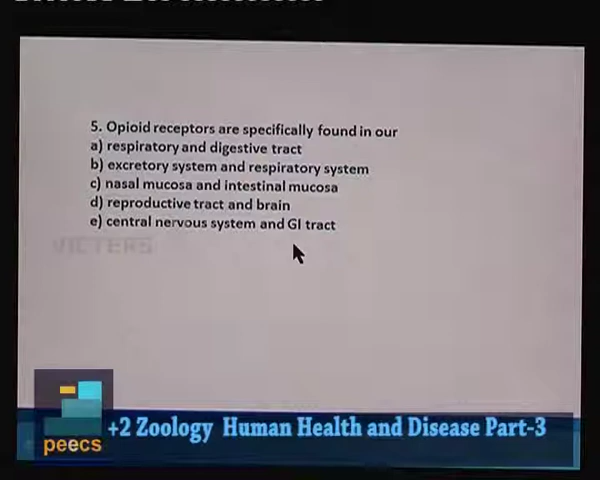 5. Opioid receptors are specifically found in our
a) respiratory and digestive tract
b) excretory system and respiratory system
c) nasal mucosa and intestinal mucosa
d) reproductive tract and brain
e) central nervous system and GI tract
VICTERS
peecs
+2 Zoology Human Health and Disease Part-3